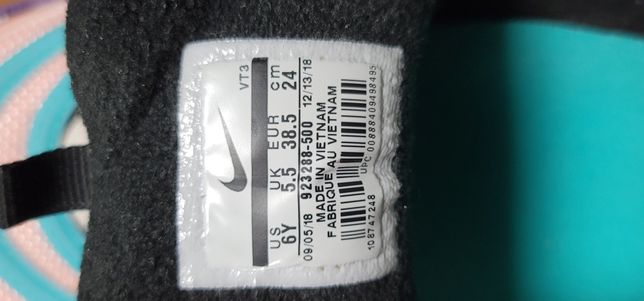 VT3
US UK EUR cm
6Y 5.5 38.5 24
09/05/18 923288-500 12/13/18
MADE IN VIETNAM
FABRIQUE AU VIETNAM
UPC 00888409498495
108747248